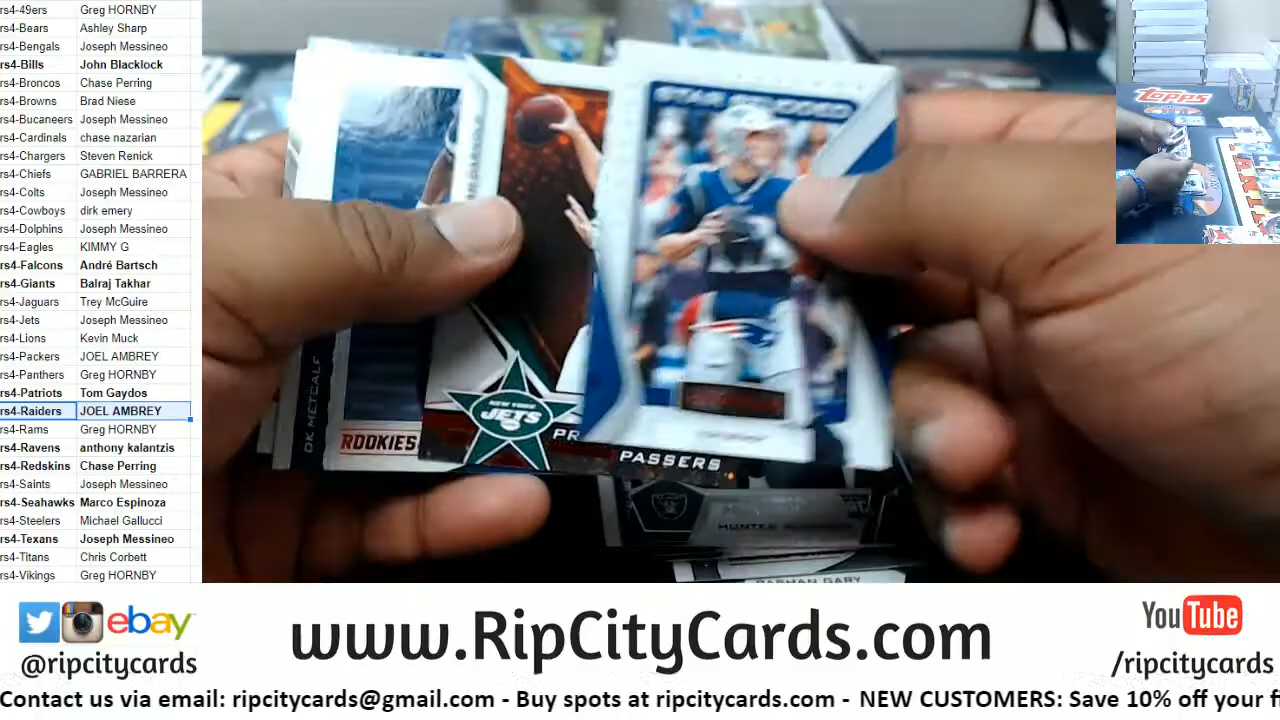 rs4-49ers Greg HORNBY
rs4-Bears Ashley Sharp
rs4-Bengals Joseph Messineo
rs4-Bills John Blacklock
rs4-Broncos Chase Perring
rs4-Browns Brad Niese
rs4-Bucaneers Joseph Messineo
rs4-Cardinals chase nazarian
rs4-Chargers Steven Renick
rs4-Chiefs GABRIEL BARRERA
rs4-Colts Joseph Messineo
rs4-Cowboys dirk emery
rs4-Dolphins Joseph Messineo
rs4-Eagles KIMMY G
rs4-Falcons André Bartsch
rs4-Giants Balraj Takhar
rs4-Jaguars Trey McGuire
rs4-Jets Joseph Messineo
rs4-Lions Kevin Muck
rs4-Packers JOEL AMBREY
rs4-Panthers Greg HORNBY
rs4-Patriots Tom Gaydos
rs4-Raiders JOEL AMBREY
rs4-Rams Greg HORNBY
rs4-Ravens anthony kalantzis
rs4-Redskins Chase Perring
rs4-Saints Joseph Messineo
rs4-Seahawks Marco Espinoza
rs4-Steelers Michael Gallucci
rs4-Texans Joseph Messineo
rs4-Titans Chris Corbett
rs4-Vikings Greg HORNBY
STAR
DK METCALF
ROOKIES
NEW YORK
JETS
PR
PASSERS
HUNTER
RASHAN GARY
Topps
ebay
@ripcitycards
www.RipCityCards.com
YouTube
/ripcitycards
Contact us via email: ripcitycards@gmail.com - Buy spots at ripcitycards.com - NEW CUSTOMERS: Save 10% off your f